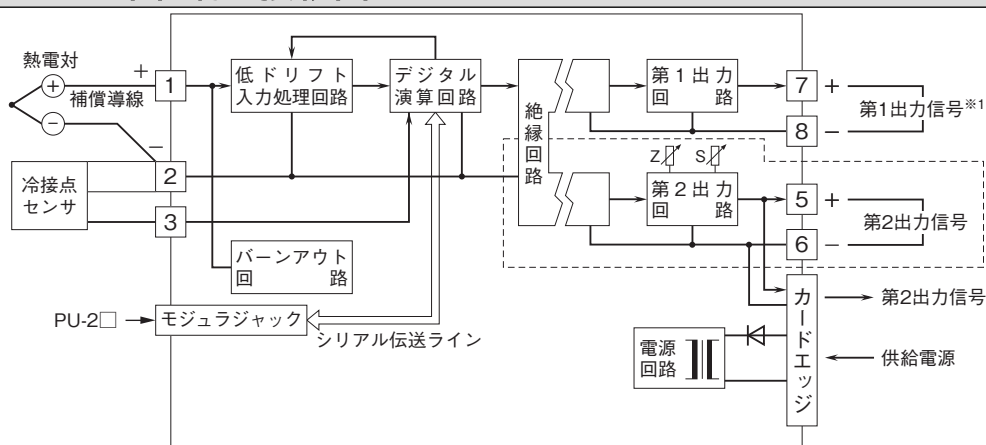 熱電対
+
−
補償導線
+
−
1
2
3
冷接点
センサ
低ドリフト
入力処理回路
デジタル
演算回路
バーンアウト
回路
PU-2□
モジュラジャック
シリアル伝送ライン
絶縁回路
第1出力
回路
7
+
8
−
第1出力信号※1
Z
S
第2出力
回路
5
+
6
−
第2出力信号
カードエッジ
第2出力信号
電源
回路
供給電源